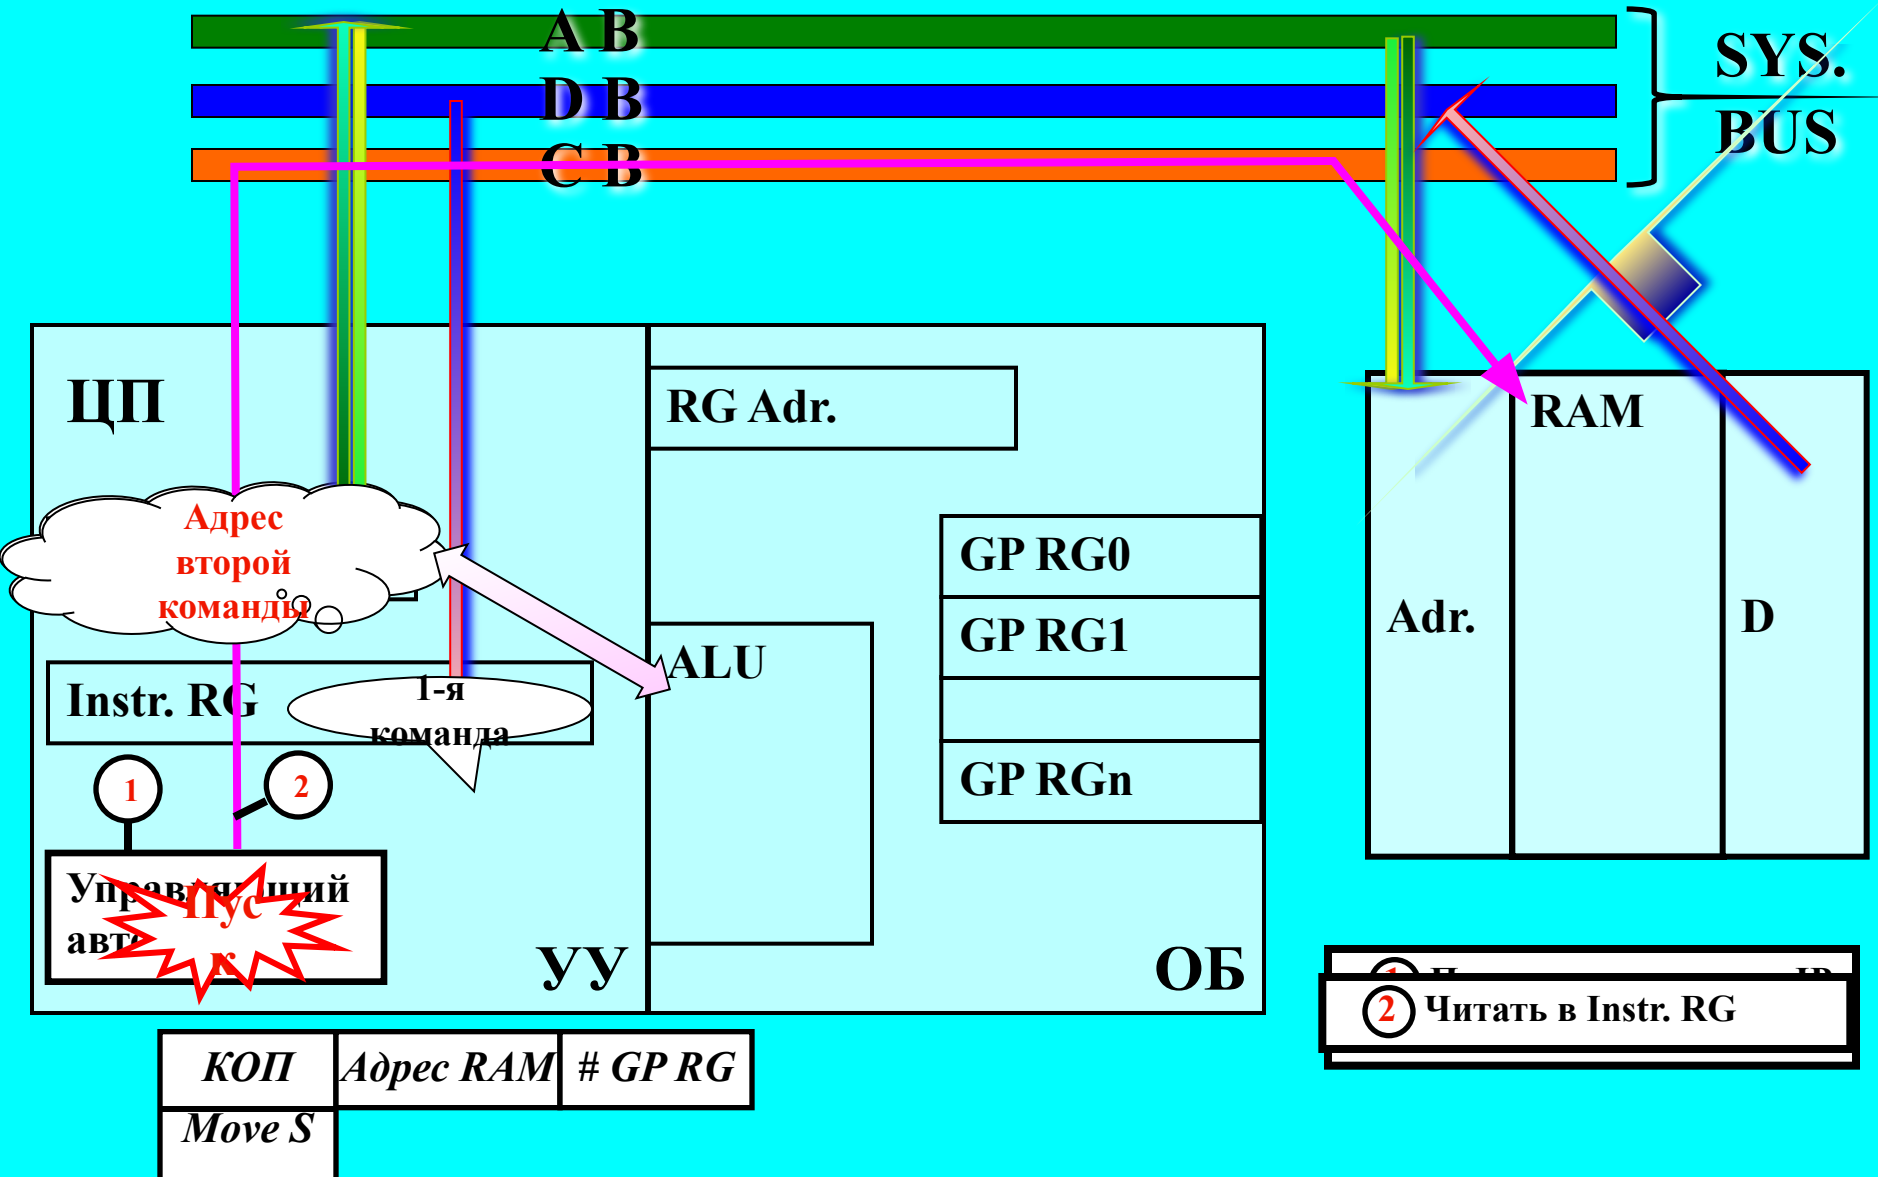 A B
D B
C B
SYS.
BUS
ЦП
RG Adr.
RAM
Адрес
второй
команды
GP RG0
GP RG1
GP RGn
Adr.
D
ALU
Instr. RG
1-я
команда
1
2
Пус
к
УУ
ОБ
2 Читать в Instr. RG
КОП
Адрес RAM
# GP RG
Move S